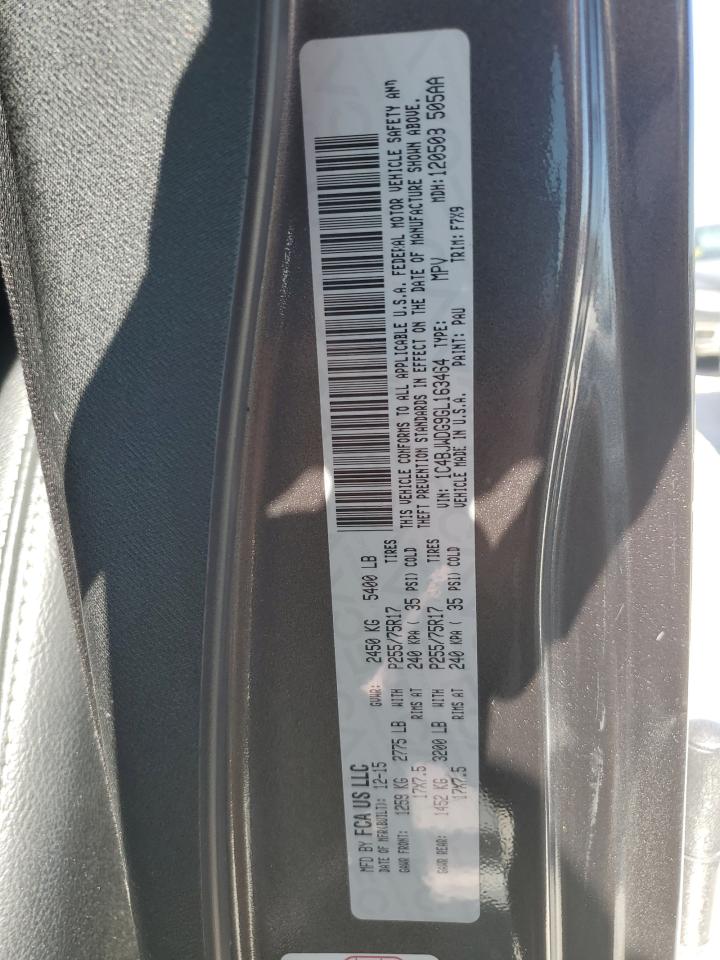 MFD BY FCA US LLC
DATE OF MFR(BUILT): 12-15 GVWR: 2450 KG 5400 LB
GAWR FRONT: 1259 KG 2775 LB WITH P255/75R17 TIRES
17X7.5 RIMS AT 240 KPA ( 35 PSI) COLD
GAWR REAR: 1452 KG 3200 LB WITH P255/75R17 TIRES
17X7.5 RIMS AT 240 KPA ( 35 PSI) COLD
THIS VEHICLE CONFORMS TO ALL APPLICABLE U.S.A. FEDERAL MOTOR VEHICLE SAFETY AND
THEFT PREVENTION STANDARDS IN EFFECT ON THE DATE OF MANUFACTURE SHOWN ABOVE.
VIN: 1C4BJWDG9GL163464 TYPE: MPV MDH:120503 505AA
VEHICLE MADE IN U.S.A. PAINT: PAU TRIM: F7X9